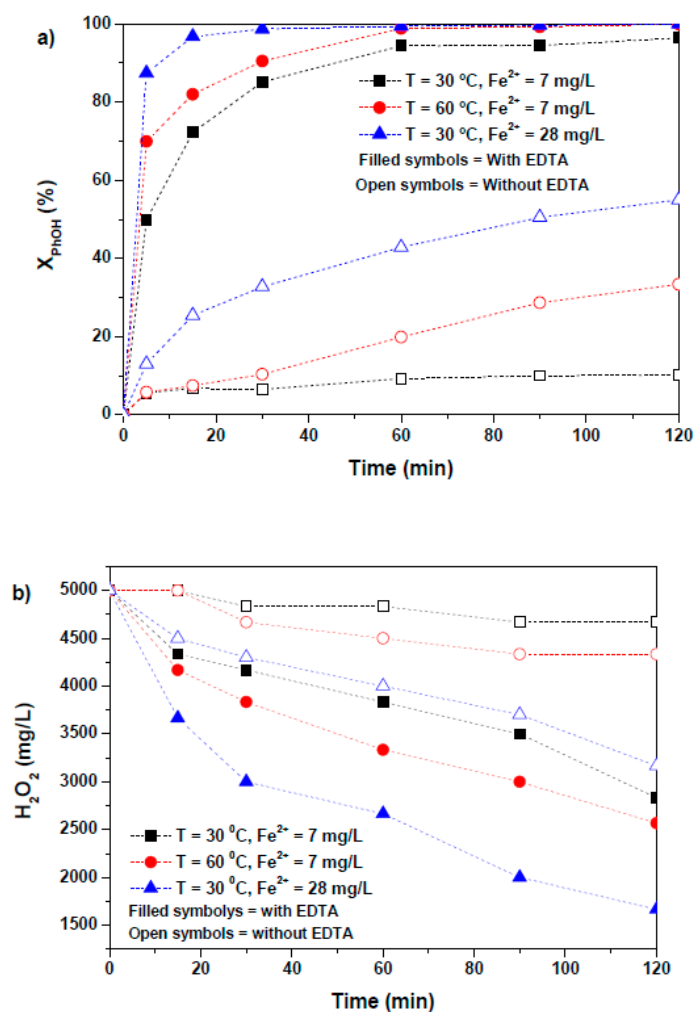 a)
100
80
60
40
20
0
X_PhOH (%)
T = 30 ºC, Fe²⁺ = 7 mg/L
T = 60 ºC, Fe²⁺ = 7 mg/L
T = 30 ºC, Fe²⁺ = 28 mg/L
Filled symbols = With EDTA
Open symbols = Without EDTA
0 20 40 60 80 100 120
Time (min)
b)
5000
4500
4000
3500
3000
2500
2000
1500
H₂O₂ (mg/L)
T = 30 ⁰C, Fe²⁺ = 7 mg/L
T = 60 ⁰C, Fe²⁺ = 7 mg/L
T = 30 ⁰C, Fe²⁺ = 28 mg/L
Filled symbolys = with EDTA
Open symbols = without EDTA
0 20 40 60 80 100 120
Time (min)